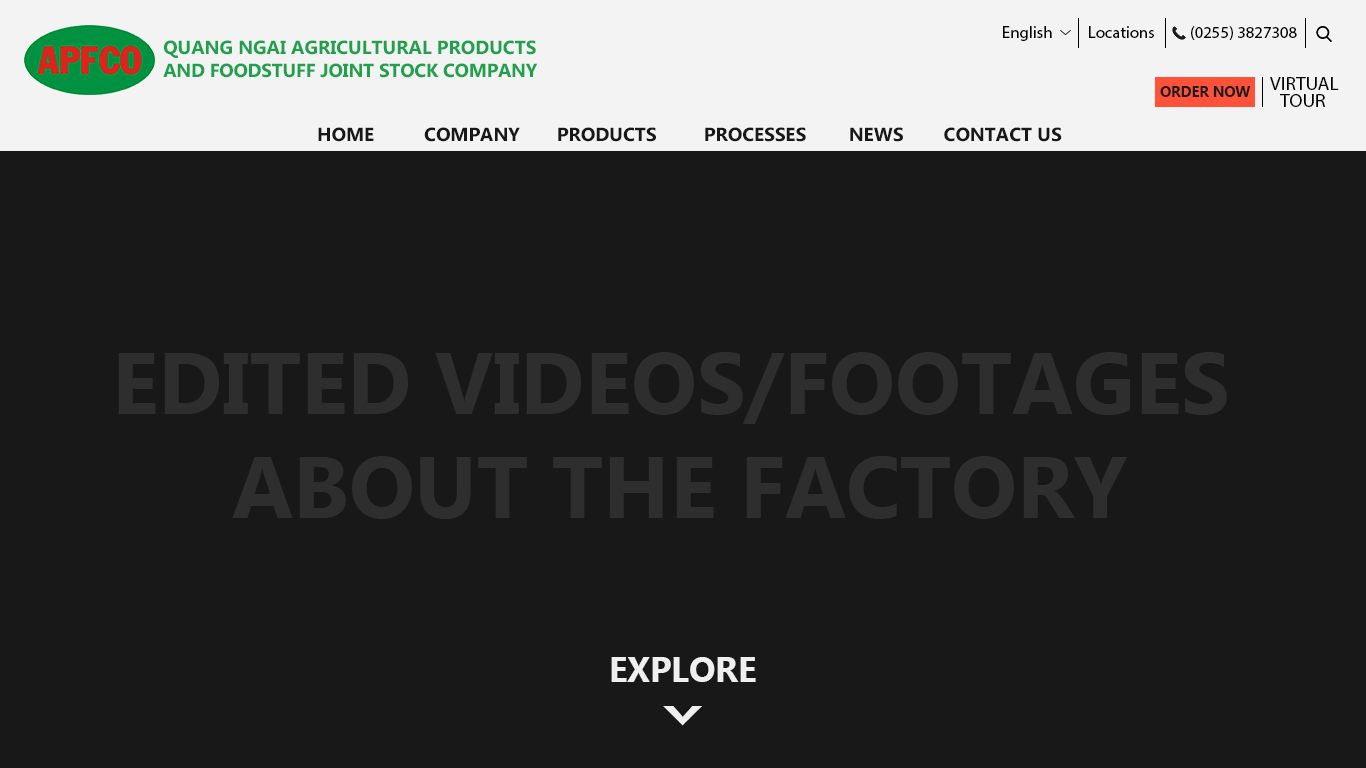 APFCO
QUANG NGAI AGRICULTURAL PRODUCTS
AND FOODSTUFF JOINT STOCK COMPANY
English
Locations
(0255) 3827308
ORDER NOW
VIRTUAL
TOUR
HOME
COMPANY
PRODUCTS
PROCESSES
NEWS
CONTACT US
EDITED VIDEOS/FOOTAGES
ABOUT THE FACTORY
EXPLORE